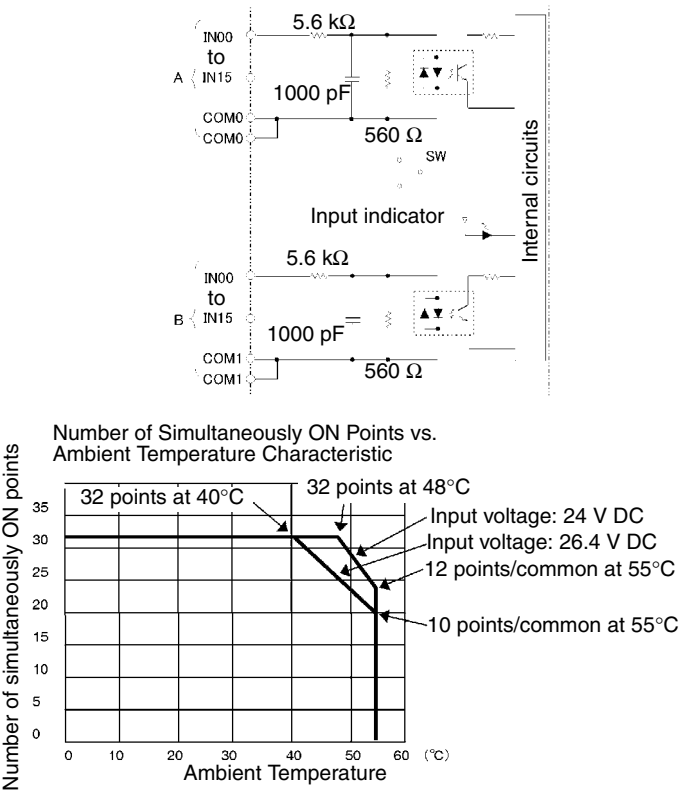 5.6 kΩ
IN00
to
A { IN15
1000 pF
COM0
COM0
560 Ω
SW
Internal circuits
Input indicator
5.6 kΩ
IN00
to
B { IN15
1000 pF
COM1
COM1
560 Ω
Number of Simultaneously ON Points vs.
Ambient Temperature Characteristic
Number of simultaneously ON points
32 points at 40°C
32 points at 48°C
Input voltage: 24 V DC
Input voltage: 26.4 V DC
12 points/common at 55°C
10 points/common at 55°C
35
30
25
20
15
10
5
0
0 10 20 30 40 50 60 (°C)
Ambient Temperature